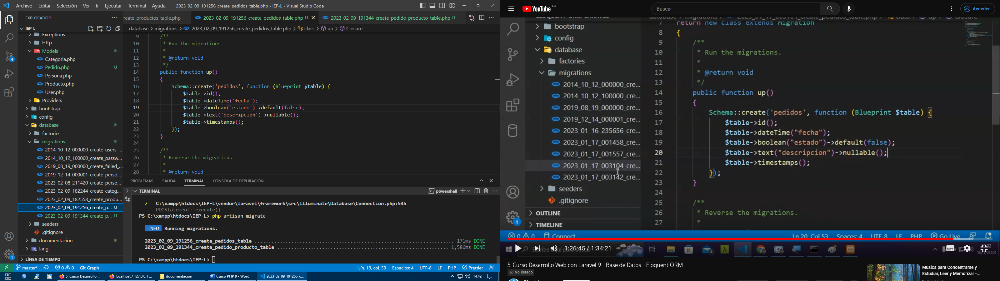 Archivo Editar Selección Ver Ir Ejecutar Terminal Ayuda 2023_02_09_191256_create_pedidos_table.php - IEP-L - Visual Studio Code
EXPLORADOR
IEP-L
Exceptions
Http
Models
Categoria.php
Pedido.php U
Persona.php
Producto.php
User.php
Providers
bootstrap
config
database
factories
migrations
2014_10_12_000000_create_users_...
2014_10_12_100000_create_passw...
2019_08_19_000000_create_failed_...
2019_12_14_000001_create_perso...
2023_02_08_211420_create_perso...
2023_02_09_182244_create_categ...
2023_02_09_182558_create_produ...
2023_02_09_191256_create_p... U
2023_02_09_191344_create_p... U
seeders
.gitignore
documentacion
lang
LÍNEA DE TIEMPO
4
1
reate_productos_table.php 2023_02_09_191256_create_pedidos_table.php U 2023_02_09_191344_create_pedido_producto_table.php U
database > migrations > 2023_02_09_191256_create_pedidos_table.php > class > up > Closure
9 /**
10 * Run the migrations.
11 *
12 * @return void
13 */
14 public function up()
15 {
16 Schema::create('pedidos', function (Blueprint $table) {
17 $table->id();
18 $table->dateTime('fecha');
19 $table->boolean('estado')->default(false);
20 $table->text('descripcion')->nullable();
21 $table->timestamps();
22 });
23 }
24
25 /**
26 * Reverse the migrations.
27 *
28 * @return void
PROBLEMAS SALIDA TERMINAL CONSOLA DE DEPURACIÓN
TERMINAL powershell
2 C:\xampp\htdocs\IEP-L\vendor\laravel\framework\src\Illuminate\Database\Connection.php:545
PDOStatement::execute()
PS C:\xampp\htdocs\IEP-L> php artisan migrate
INFO Running migrations.
2023_02_09_191256_create_pedidos_table ........ 171ms DONE
2023_02_09_191344_create_pedido_producto_table ........ 1,586ms DONE
PS C:\xampp\htdocs\IEP-L>
master* 0 0 Git Graph Lín. 19, col. 53 Espacios: 4 UTF-8 LF PHP Prettier
5. Curso Desarrollo ... localhost / 127.0.0.1 ... documentacion Curso PHP 9 - Word 2023_02_09_191256_c... 14:42
YouTube EC Buscar Acceder
bootstrap
config
database
factories
migrations
2014_10_12_000000_cre...
2014_10_12_100000_cre...
2019_08_19_000000_cre...
2019_12_14_000001_cre...
2023_01_16_235656_cre...
2023_01_17_001458_cre...
2023_01_17_001557_cre...
2023_01_17_003104_cre...
2023_01_17_003142_cre...
seeders
.gitignore
OUTLINE
TIMELINE
1
7 return new class extends Migration
8 {
9 /**
10 * Run the migrations.
11 *
12 * @return void
13 */
14 public function up()
15 {
16 Schema::create('pedidos', function (Blueprint $table) {
17 $table->id();
18 $table->dateTime("fecha");
19 $table->boolean("estado")->default(false);
20 $table->text("descripcion")->nullable();
21 $table->timestamps();
22 });
23 }
24
25 /**
26 * Reverse the migrations.
27 *
0 0 Connect Ln 20, Col 53 Spaces: 4 UTF-8 LF PHP Go Live
1:26:45 / 1:34:21
5. Curso Desarrollo Web con Laravel 9 - Base de Datos - Eloquent ORM
No listado
Musica para Concentrarse y
Estudiar, Leer y Memorizar -...